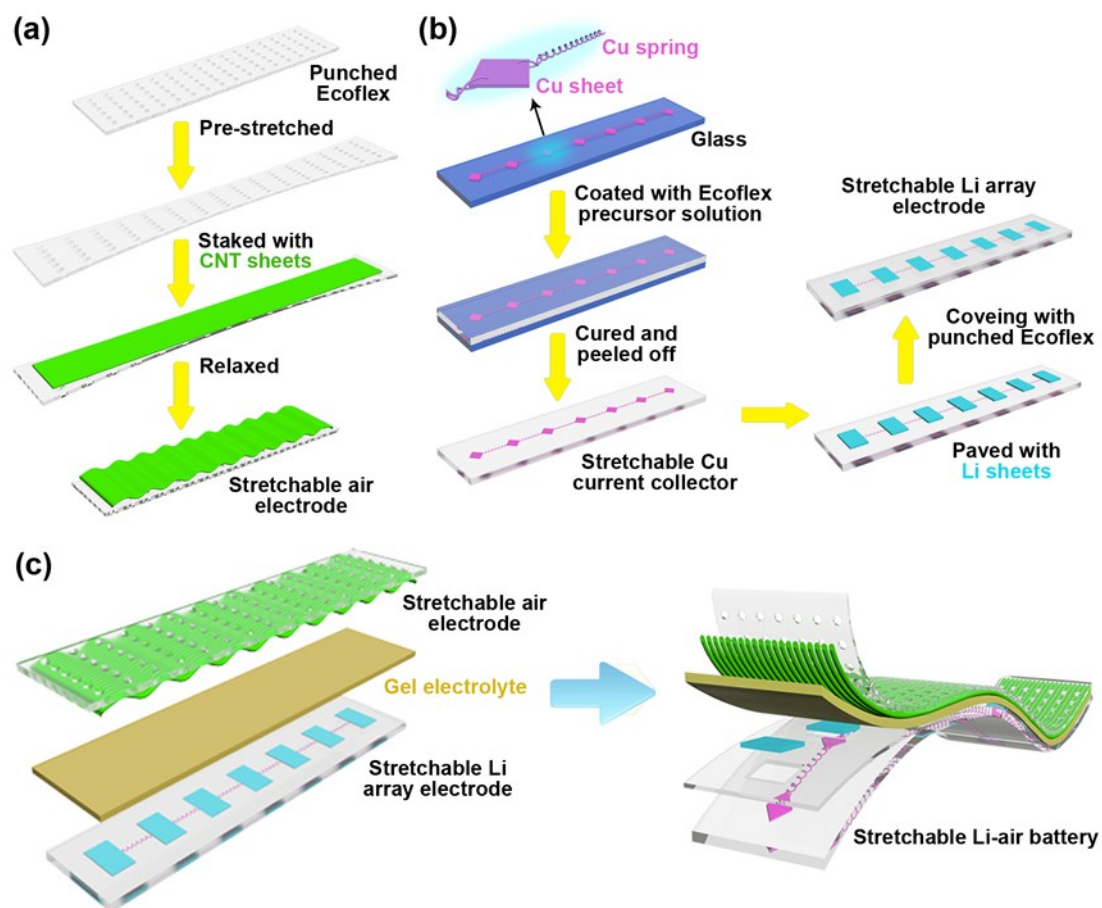 (a)
Punched
Ecoflex
Pre-stretched
Staked with
CNT sheets
Relaxed
Stretchable air
electrode
(b)
Cu spring
Cu sheet
Glass
Coated with Ecoflex
precursor solution
Cured and
peeled off
Stretchable Cu
current collector
Stretchable Li array
electrode
Coveing with
punched Ecoflex
Paved with
Li sheets
(c)
Stretchable air
electrode
Gel electrolyte
Stretchable Li
array electrode
Stretchable Li-air battery